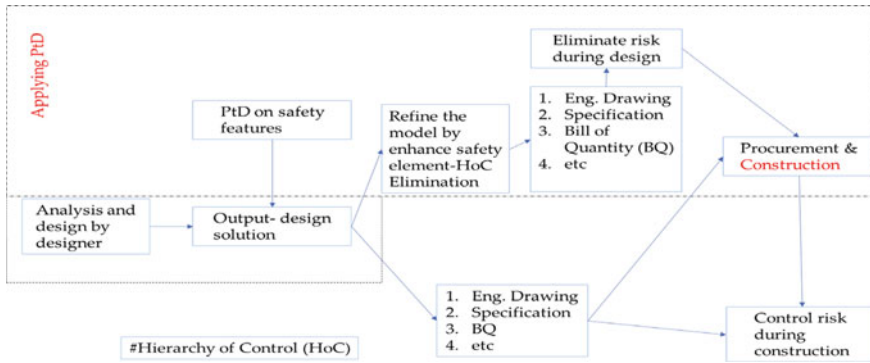 Applying PtD
Eliminate risk
during design
PtD on safety
features
Refine the
model by
enhance safety
element-HoC
Elimination
1. Eng. Drawing
2. Specification
3. Bill of
Quantity (BQ)
4. etc
Procurement &
Construction
Analysis and
design by
designer
Output- design
solution
1. Eng. Drawing
2. Specification
3. BQ
4. etc
Control risk
during
construction
#Hierarchy of Control (HoC)